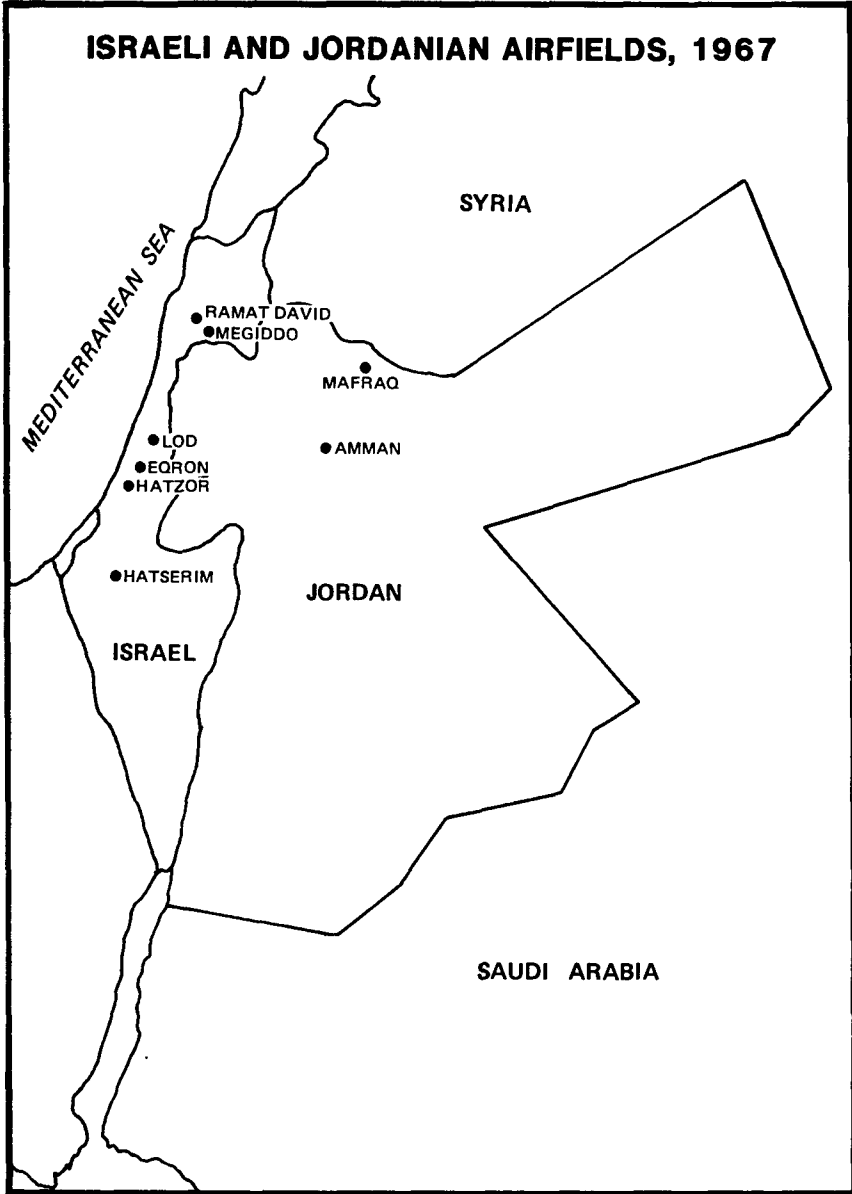 ISRAELI AND JORDANIAN AIRFIELDS, 1967
SYRIA
MEDITERRANEAN SEA
RAMAT DAVID
MEGIDDO
MAFRAQ
LOD
AMMAN
EQRON
HATZOR
HATSERIM
JORDAN
ISRAEL
SAUDI ARABIA